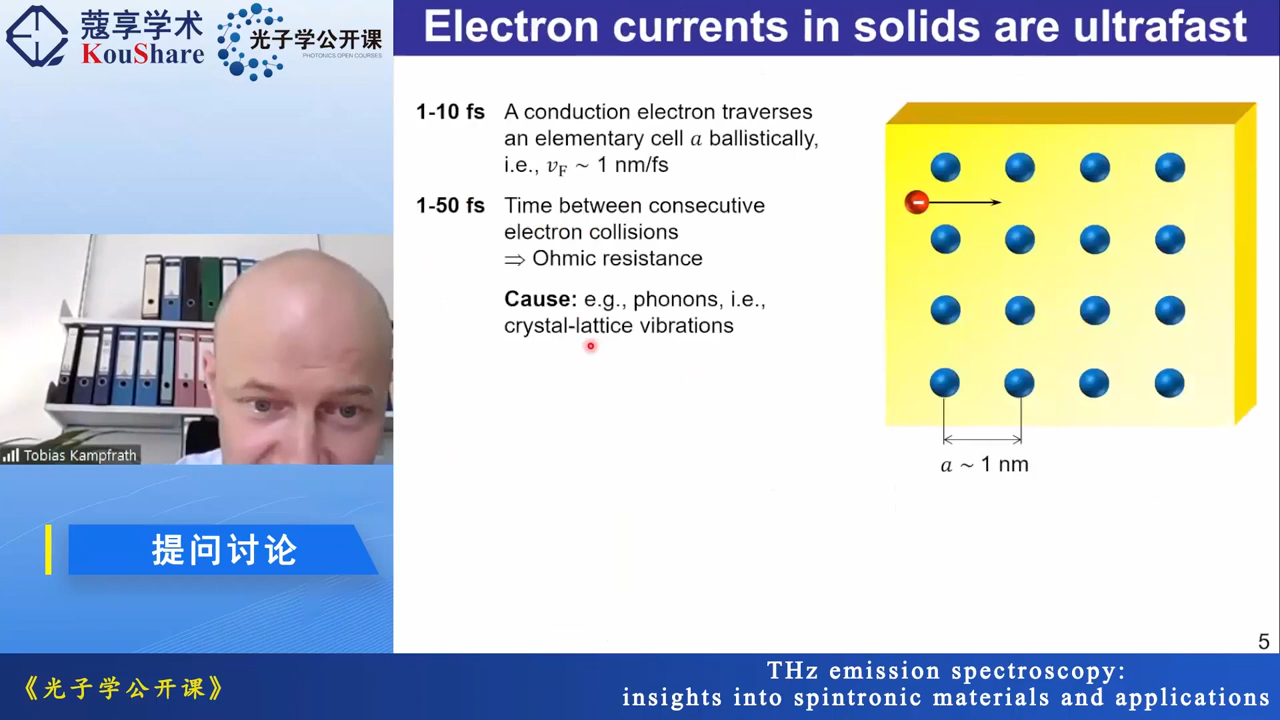 蔻享学术
KouShare
光子学公开课
PHOTONICS OPEN COURSES
Electron currents in solids are ultrafast
1-10 fs A conduction electron traverses
an elementary cell a ballistically,
i.e., vF ~ 1 nm/fs
1-50 fs Time between consecutive
electron collisions
⇒ Ohmic resistance
Cause: e.g., phonons, i.e.,
crystal-lattice vibrations
a ~ 1 nm
Tobias Kampfrath
提问讨论
5
《光子学公开课》
THz emission spectroscopy:
insights into spintronic materials and applications